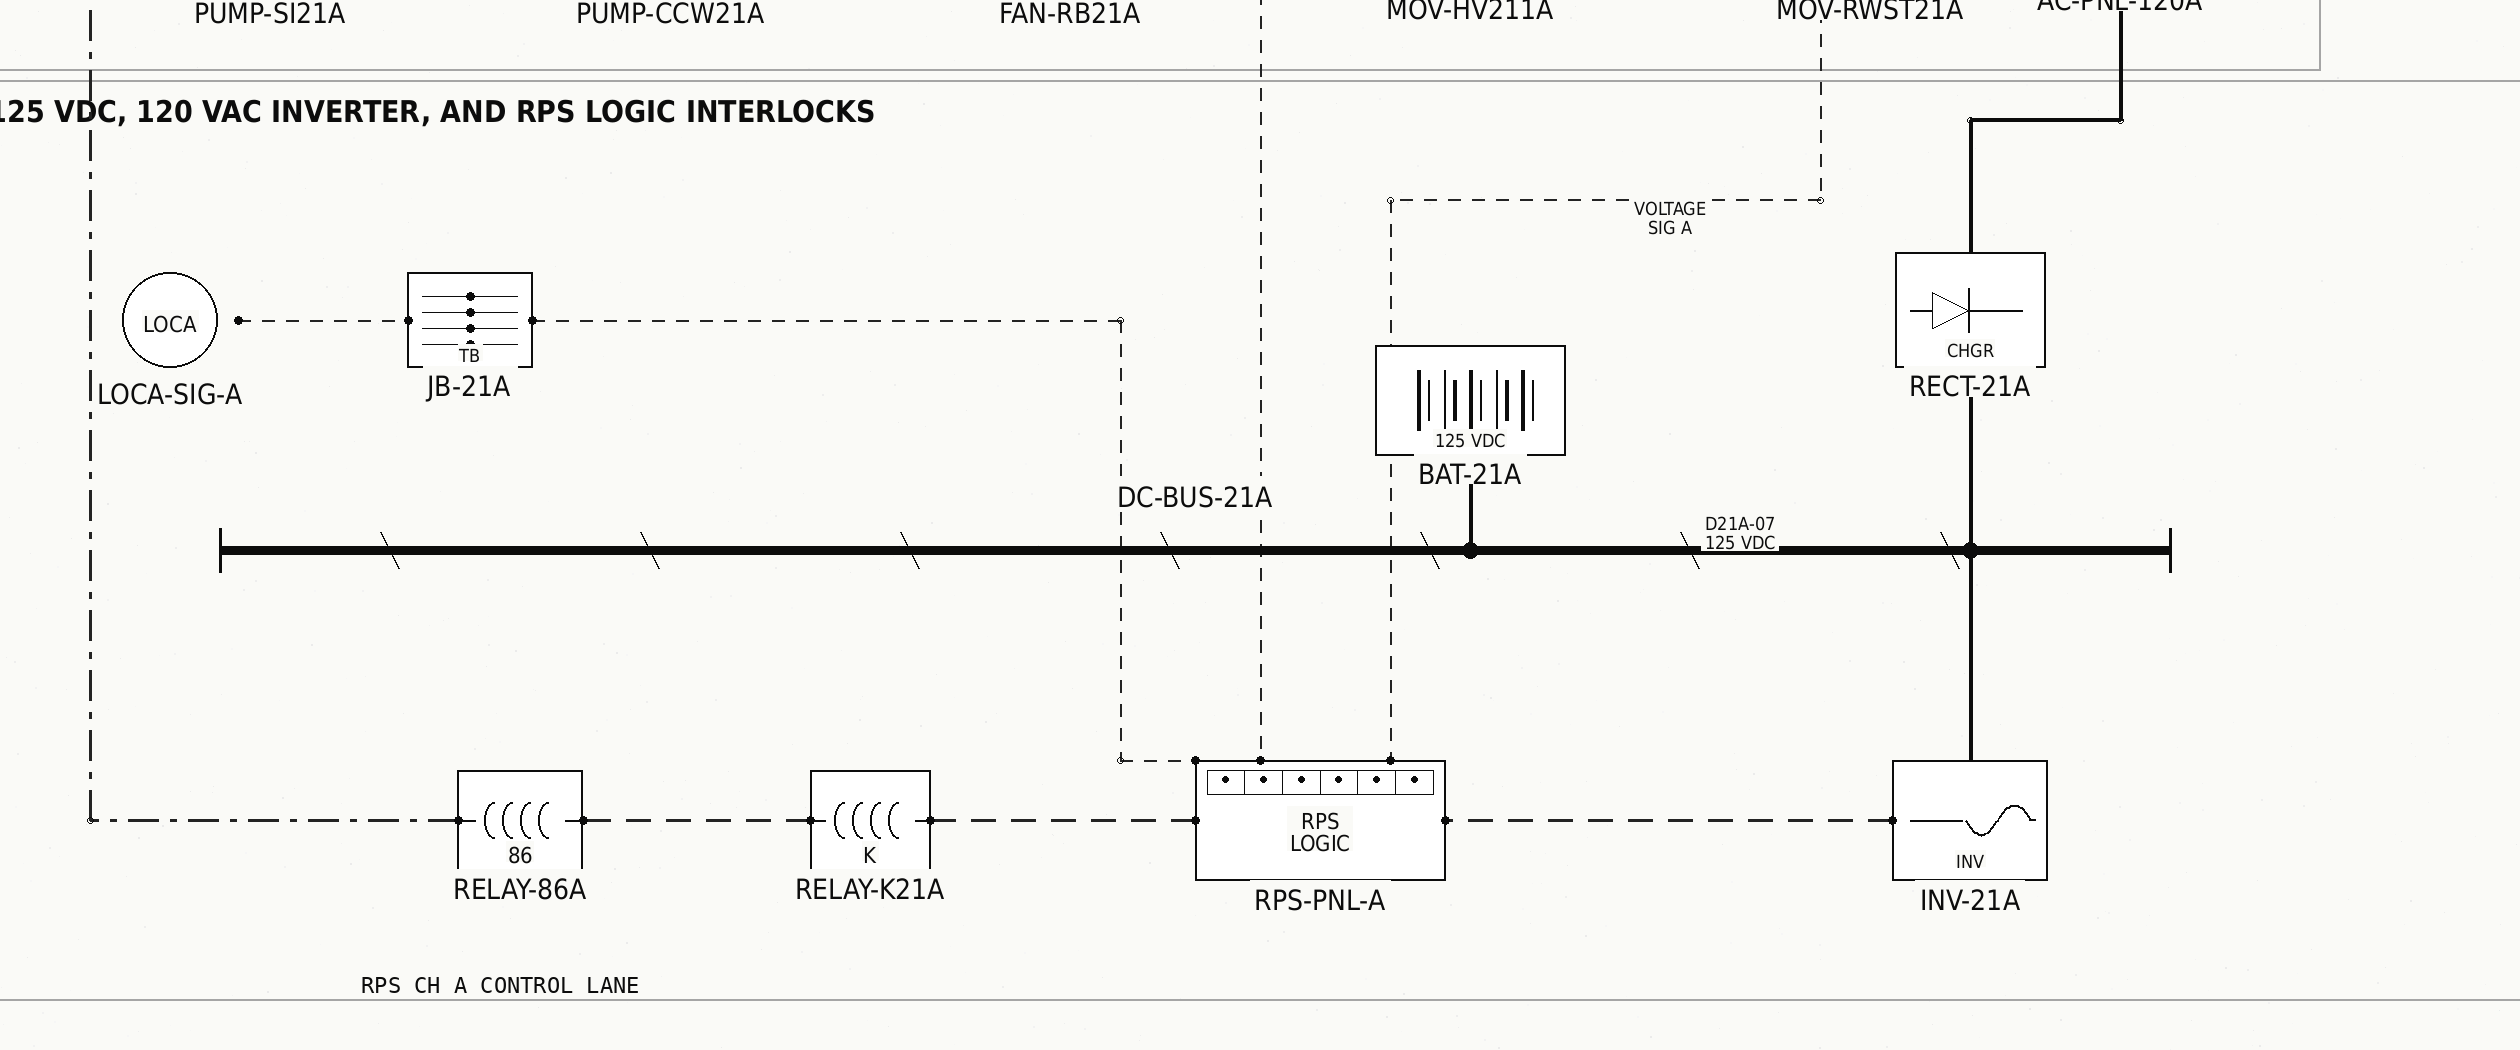 PUMP-SI21A
PUMP-CCW21A
FAN-RB21A
MOV-HV211A
MOV-RWST21A
AC-PNL-120A
125 VDC, 120 VAC INVERTER, AND RPS LOGIC INTERLOCKS
VOLTAGE
SIG A
LOCA
LOCA-SIG-A
TB
JB-21A
125 VDC
BAT-21A
CHGR
RECT-21A
DC-BUS-21A
D21A-07
125 VDC
86
RELAY-86A
K
RELAY-K21A
RPS
LOGIC
RPS-PNL-A
INV
INV-21A
RPS CH A CONTROL LANE